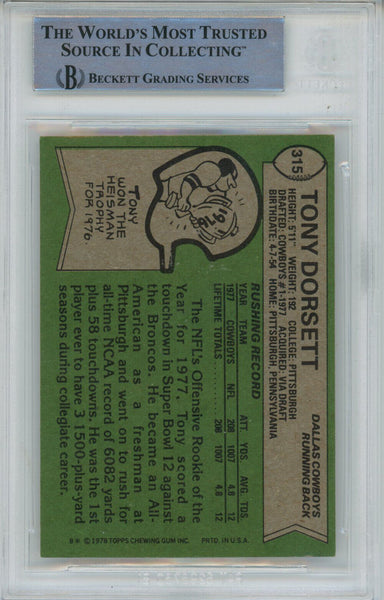 THE WORLD'S MOST TRUSTED
SOURCE IN COLLECTING™
BECKETT GRADING SERVICES
B
315
TONY DORSETT
DALLAS COWBOYS
RUNNING BACK
HEIGHT: 5'11" WEIGHT: 192 COLLEGE: PITTSBURGH
DRAFTED: COWBOYS #1-1977 ACQUIRED: VIA DRAFT
BIRTHDATE: 4-7-54 HOME: PITTSBURGH, PENNSYLVANIA
RUSHING RECORD
YEAR TEAM ATT. YDS. AVG. TDS.
1977 COWBOYS NFL 208 1007 4.8 12
LIFETIME TOTALS 208 1007 4.8 12
The NFL's Offensive Rookie of the
Year for 1977, Tony scored a
touchdown in Super Bowl 12 against
the Broncos. He became an All-
American as a freshman at
Pittsburgh and went on to rush for
all-time NCAA record of 6082 yards
plus 58 touchdowns. He was the 1st
player ever to have 3 1500-plus-yard
seasons during collegiate career.
1976
TONY
WON THE
HEISMAN
TROPHY
FOR 1976.
© 1978 TOPPS CHEWING GUM, INC. PRTD. IN U.S.A.